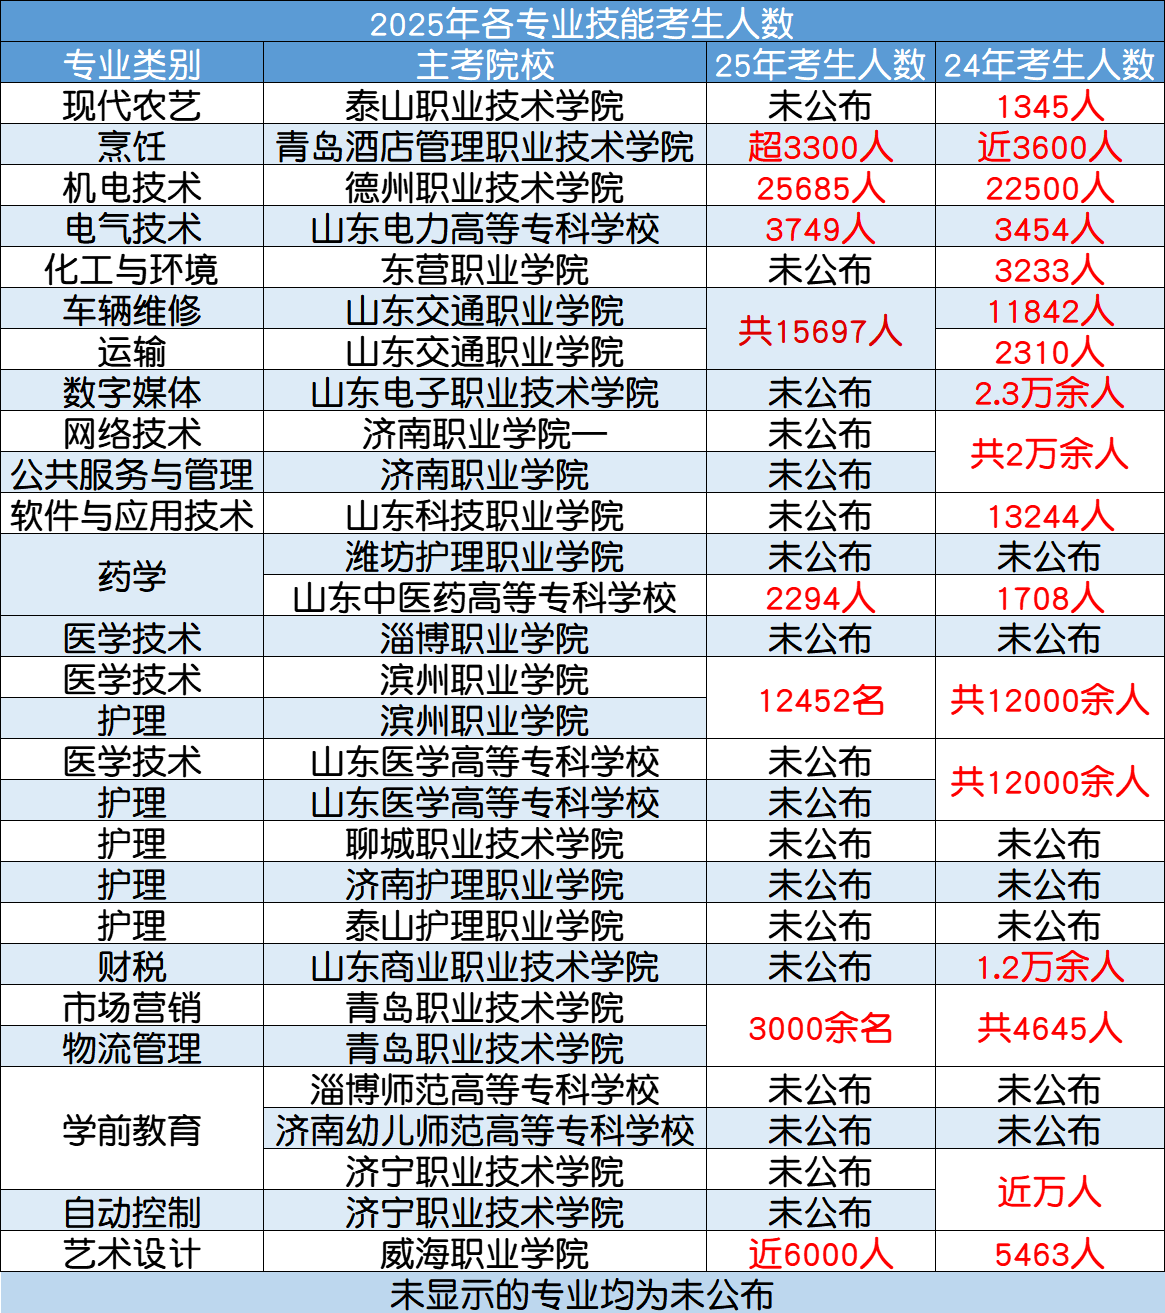 2025年各专业技能考生人数
专业类别 主考院校 25年考生人数 24年考生人数
现代农艺 泰山职业技术学院 未公布 1345人
烹饪 青岛酒店管理职业技术学院 超3300人 近3600人
机电技术 德州职业技术学院 25685人 22500人
电气技术 山东电力高等专科学校 3749人 3454人
化工与环境 东营职业学院 未公布 3233人
车辆维修 山东交通职业学院 共15697人 11842人
运输 山东交通职业学院 2310人
数字媒体 山东电子职业技术学院 未公布 2.3万余人
网络技术 济南职业学院— 未公布 共2万余人
公共服务与管理 济南职业学院 未公布
软件与应用技术 山东科技职业学院 未公布 13244人
药学 潍坊护理职业学院 未公布 未公布
山东中医药高等专科学校 2294人 1708人
医学技术 淄博职业学院 未公布 未公布
医学技术 滨州职业学院 12452名 共12000余人
护理 滨州职业学院
医学技术 山东医学高等专科学校 未公布 共12000余人
护理 山东医学高等专科学校 未公布
护理 聊城职业技术学院 未公布 未公布
护理 济南护理职业学院 未公布 未公布
护理 泰山护理职业学院 未公布 未公布
财税 山东商业职业技术学院 未公布 1.2万余人
市场营销 青岛职业技术学院 3000余名 共4645人
物流管理 青岛职业技术学院
学前教育 淄博师范高等专科学校 未公布 未公布
济南幼儿师范高等专科学校 未公布 未公布
济宁职业技术学院 未公布 近万人
自动控制 济宁职业技术学院 未公布
艺术设计 威海职业学院 近6000人 5463人
未显示的专业均为未公布